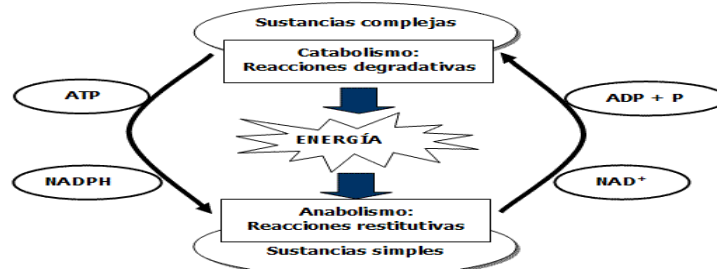 Sustancias complejas
Catabolismo:
Reacciones degradativas
ATP
ADP + P
ENERGÍA
NADPH
NAD⁺
Anabolismo:
Reacciones restitutivas
Sustancias simples